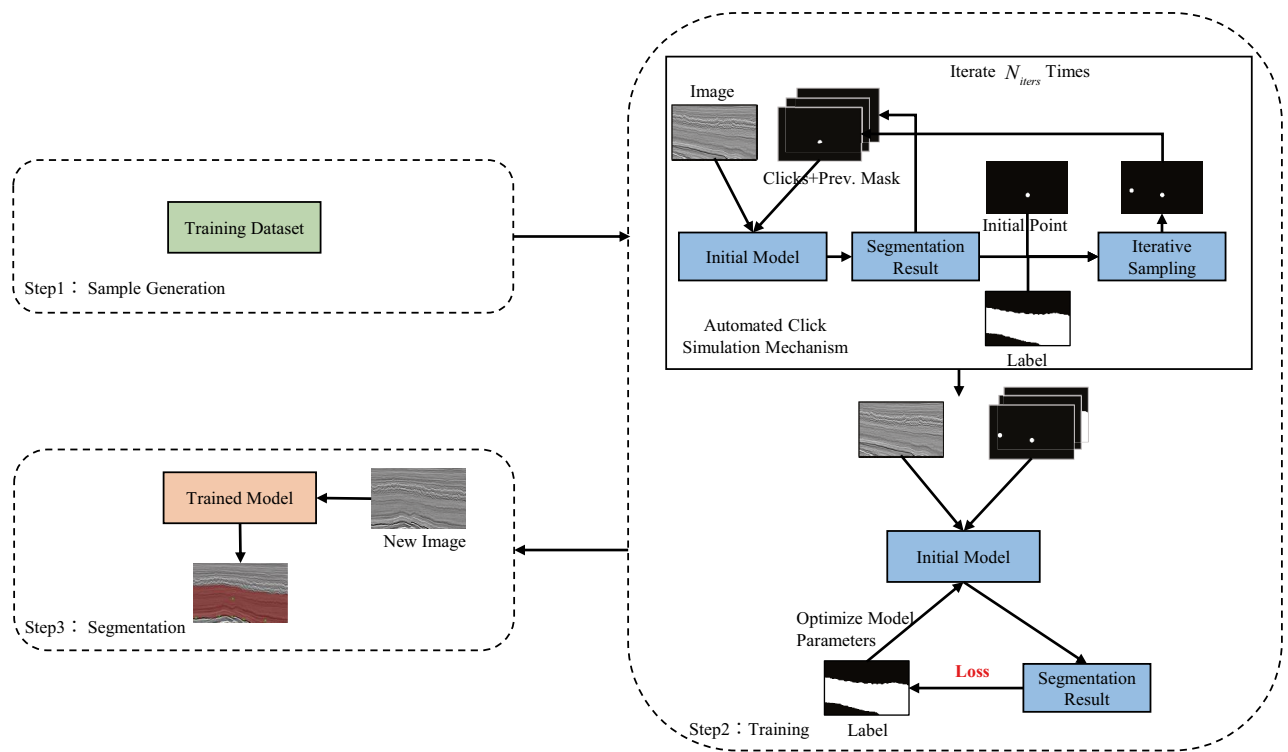 Training Dataset
Step1： Sample Generation
Iterate N_iters Times
Image
Clicks+Prev. Mask
Initial Point
Initial Model
Segmentation
Result
Iterative
Sampling
Automated Click
Simulation Mechanism
Label
Initial Model
Optimize Model
Parameters
Loss
Segmentation
Result
Label
Step2：Training
Trained Model
New Image
Step3： Segmentation